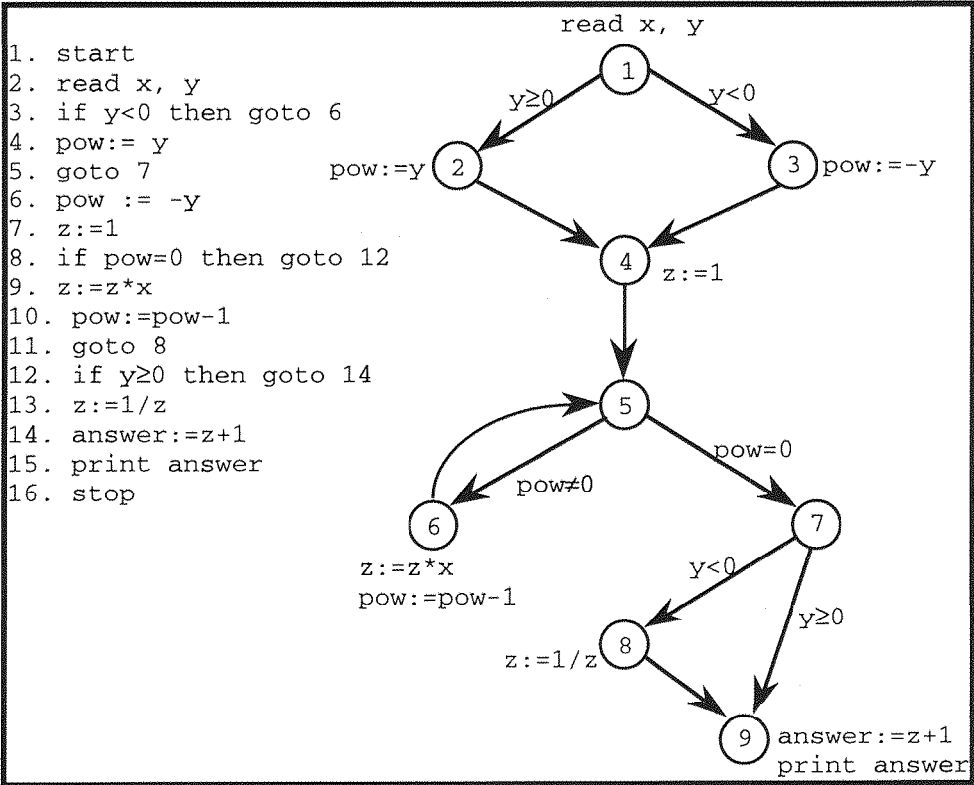 1. start
2. read x, y
3. if y<0 then goto 6
4. pow:= y
5. goto 7
6. pow := -y
7. z:=1
8. if pow=0 then goto 12
9. z:=z*x
10. pow:=pow-1
11. goto 8
12. if y≥0 then goto 14
13. z:=1/z
14. answer:=z+1
15. print answer
16. stop
read x, y
1
y≥0
y<0
pow:=y
2
3
pow:=-y
4
z:=1
5
pow≠0
pow=0
6
z:=z*x
pow:=pow-1
7
y<0
y≥0
8
z:=1/z
9
answer:=z+1
print answer